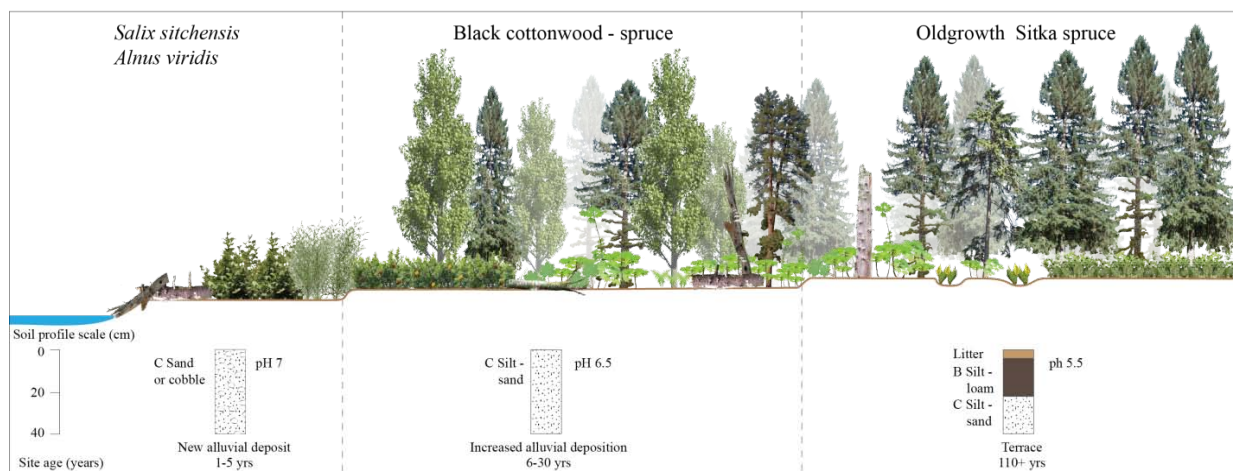 Salix sitchensis
Alnus viridis
Black cottonwood - spruce
Oldgrowth Sitka spruce
Soil profile scale (cm)
0
20
40
C Sand
or cobble
pH 7
C Silt -
sand
pH 6.5
Litter
B Silt -
loam
C Silt -
sand
ph 5.5
Site age (years)
New alluvial deposit
1-5 yrs
Increased alluvial deposition
6-30 yrs
Terrace
110+ yrs